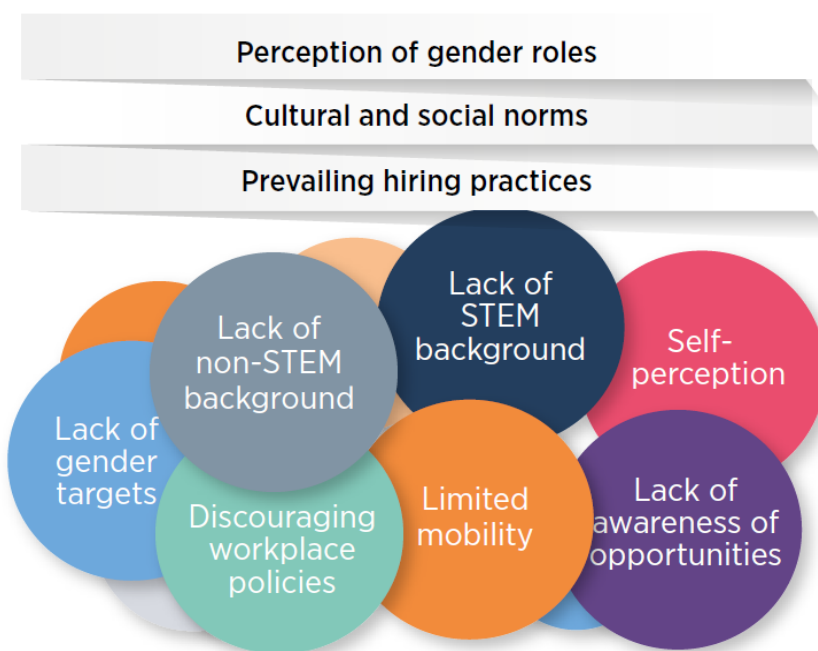 Perception of gender roles
Cultural and social norms
Prevailing hiring practices
Lack of
non-STEM
background
Lack of
STEM
background
Self-
perception
Lack of
gender
targets
Discouraging
workplace
policies
Limited
mobility
Lack of
awareness of
opportunities